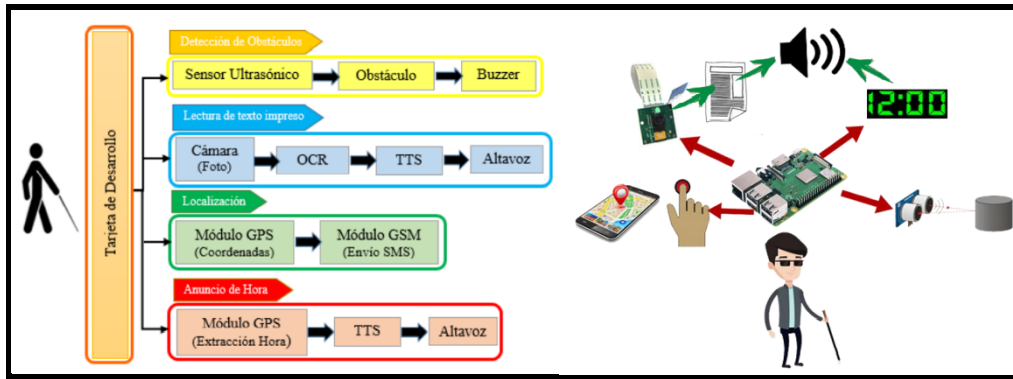 Tarjeta de Desarrollo
Detección de Obstáculos
Sensor Ultrasónico
Obstáculo
Buzzer
Lectura de texto impreso
Cámara
(Foto)
OCR
TTS
Altavoz
Localización
Módulo GPS
(Coordenadas)
Módulo GSM
(Envío SMS)
Anuncio de Hora
Módulo GPS
(Extracción Hora)
TTS
Altavoz
12:00